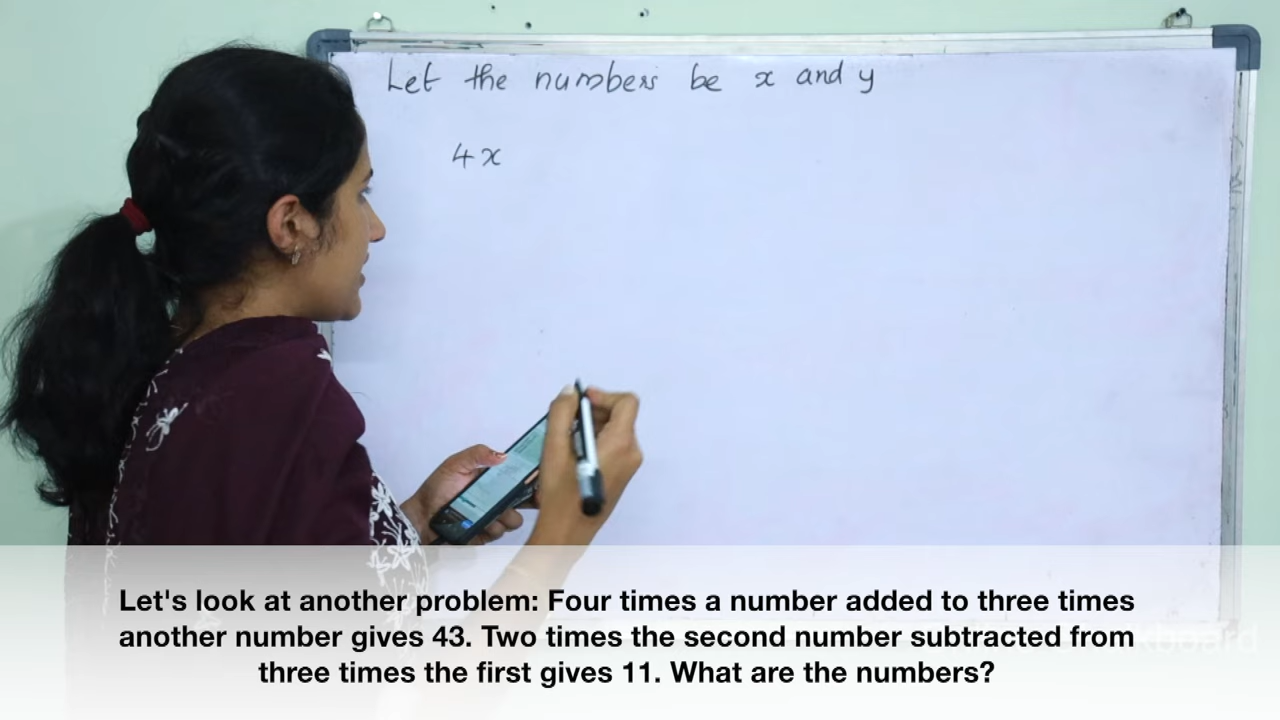 Let the numbers be x and y
4x
Let's look at another problem: Four times a number added to three times
another number gives 43. Two times the second number subtracted from
three times the first gives 11. What are the numbers?